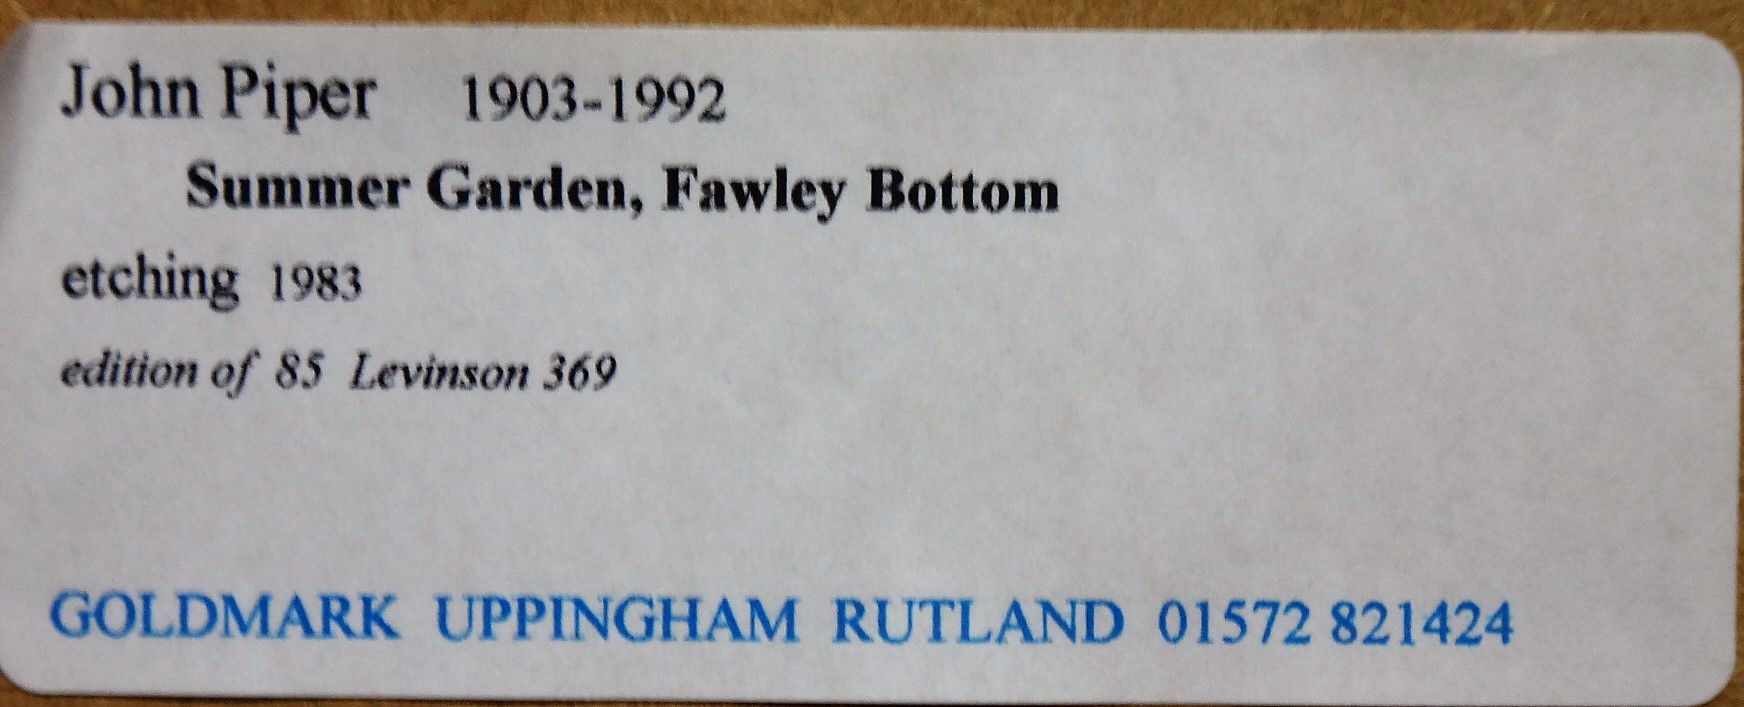 John Piper 1903-1992
Summer Garden, Fawley Bottom
etching 1983
edition of 85 Levinson 369
GOLDMARK UPPINGHAM RUTLAND 01572 821424